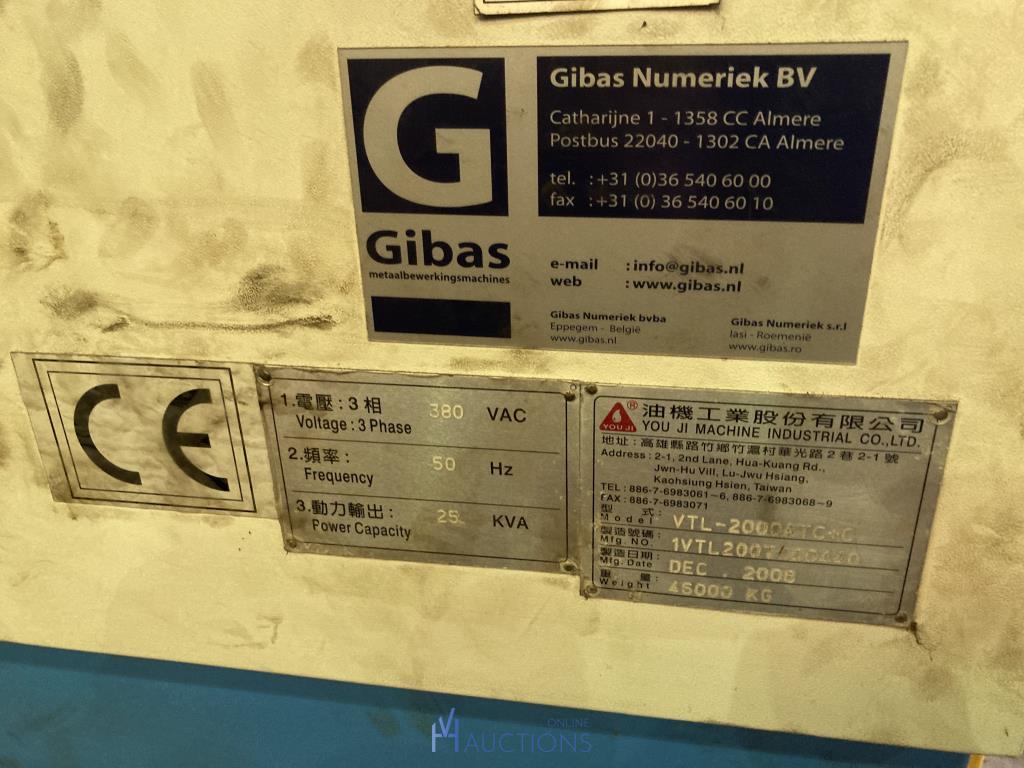 G
Gibas
metaalbewerkingsmachines
Gibas Numeriek BV
Catharijne 1 - 1358 CC Almere
Postbus 22040 - 1302 CA Almere
tel. : +31 (0)36 540 60 00
fax : +31 (0) 36 540 60 10
e-mail : info@gibas.nl
web : www.gibas.nl
Gibas Numeriek bvba
Eppegem - België
www.gibas.nl
Gibas Numeriek s.r.l
Iasi - Roemenië
www.gibas.ro
CE
1.電壓:3相 380 VAC
Voltage : 3 Phase
2.頻率: 50 Hz
Frequency
3.動力輸出: 25 KVA
Power Capacity
YOU JI ® 油機工業股份有限公司
YOU JI MACHINE INDUSTRIAL CO.,LTD.
地址:高雄縣路竹鄉竹滬村華光路2巷2-1號
Address : 2-1, 2nd Lane, Hua-Kuang Rd.,
Jwn-Hu Vill, Lu-Jwu Hsiang,
Kaohsiung Hsien, Taiwan
TEL : 886-7-6983061~6, 886-7-6983068~9
FAX : 886-7-6983071
型 式:
Model VTL-2000ATC+C
製造號碼:
Mfg. NO.
製造日期:
Mfg. Date DEC . 2008
重 量:
Weight 45000 KG
HVM ONLINE
AUCTIONS